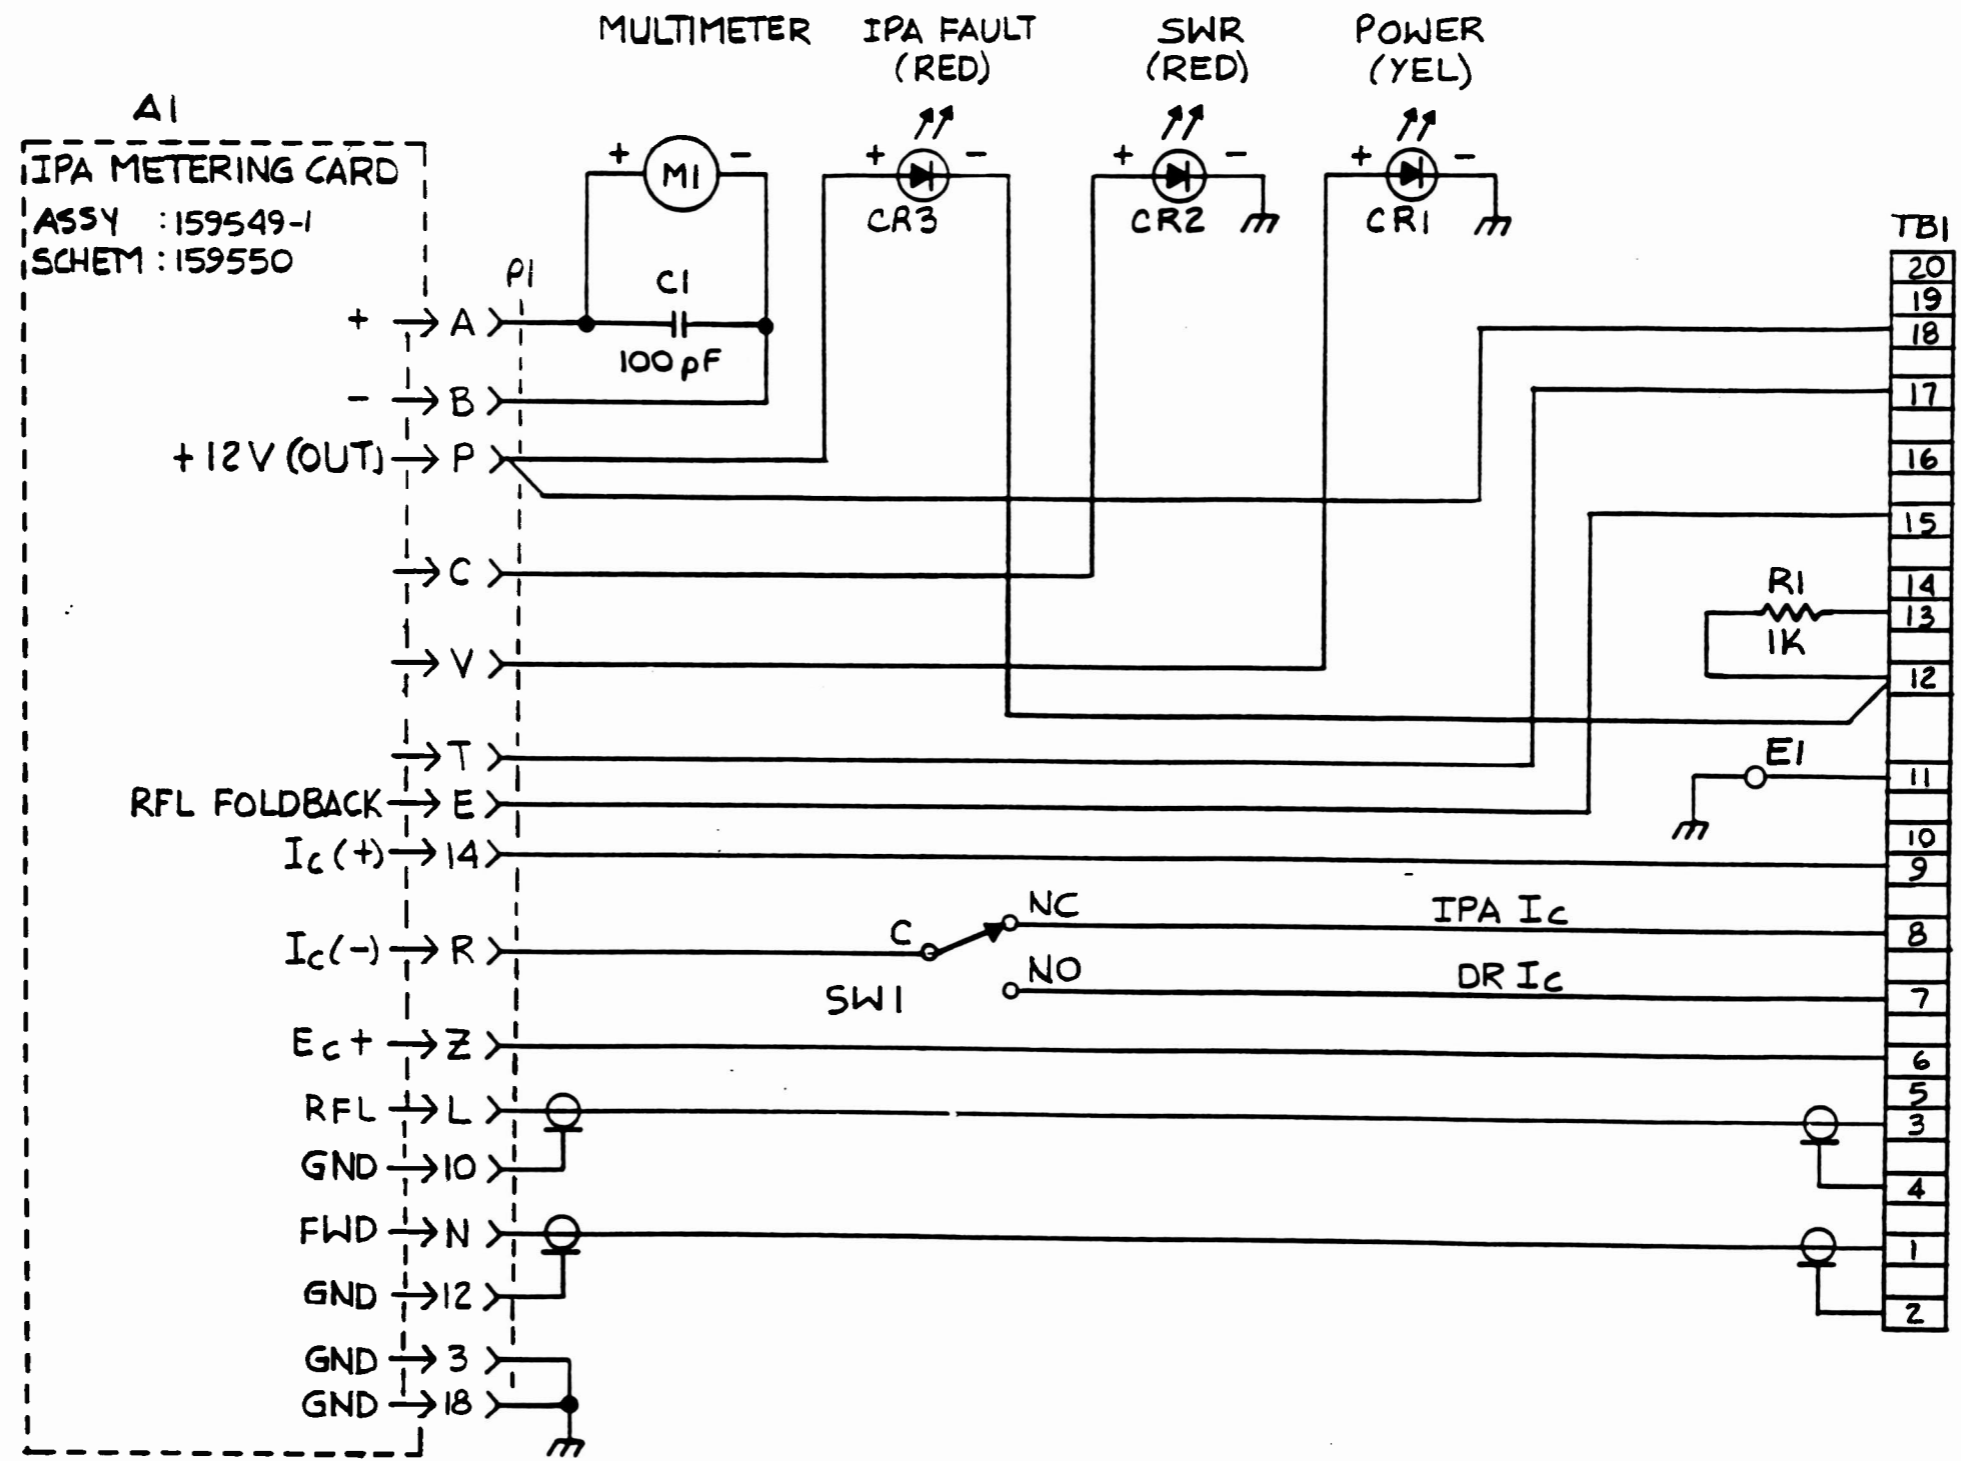 MULTIMETER
IPA FAULT
(RED)
SWR
(RED)
POWER
(YEL)
A1
IPA METERING CARD
ASSY : 159549-1
SCHEM : 159550
+ M1 -
+ -
CR3
+ -
CR2
+ -
CR1
TB1
P1
C1
100 pF
+ A
- B
+12V (OUT) P
C
V
T
RFL FOLDBACK E
Ic (+) 14
Ic (-) R
Ec + Z
RFL L
GND 10
FWD N
GND 12
GND 3
GND 18
C
NC
NO
SW1
IPA Ic
DR Ic
R1
1K
E1
20
19
18
17
16
15
14
13
12
11
10
9
8
7
6
5
3
4
1
2